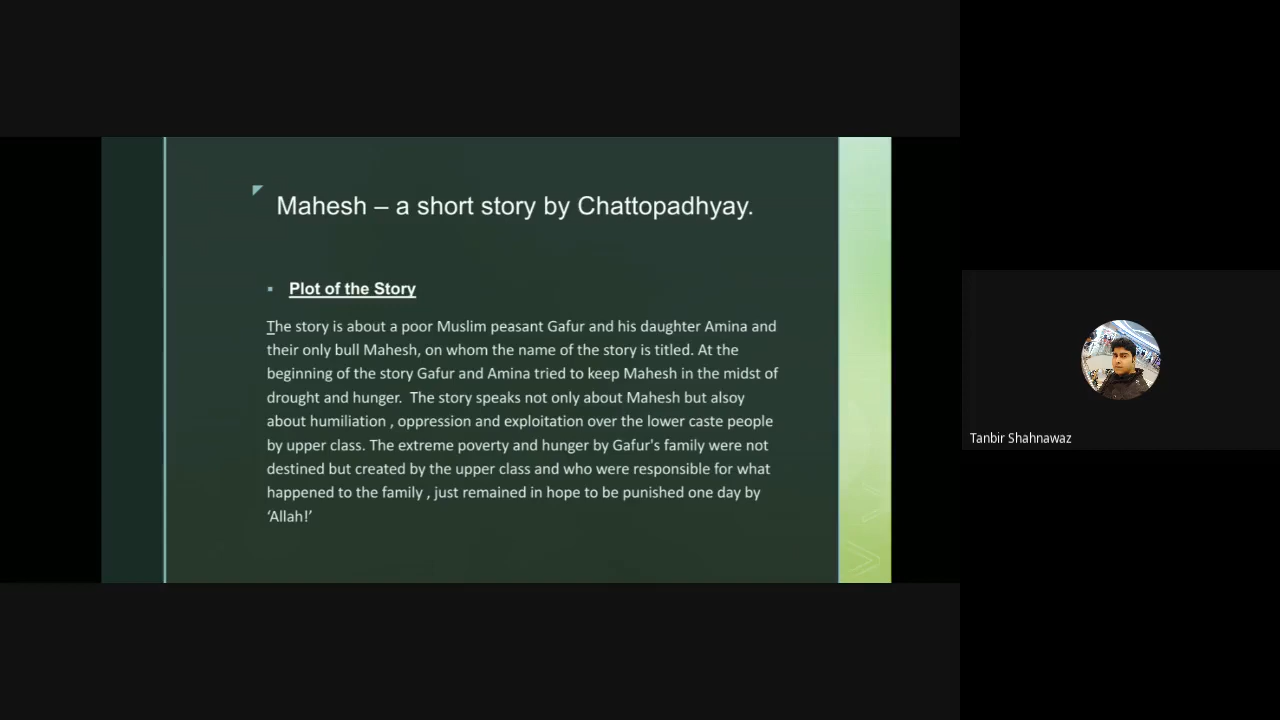 Mahesh – a short story by Chattopadhyay.
Plot of the Story
The story is about a poor Muslim peasant Gafur and his daughter Amina and
their only bull Mahesh, on whom the name of the story is titled. At the
beginning of the story Gafur and Amina tried to keep Mahesh in the midst of
drought and hunger.  The story speaks not only about Mahesh but alsoy
about humiliation , oppression and exploitation over the lower caste people
by upper class. The extreme poverty and hunger by Gafur's family were not
destined but created by the upper class and who were responsible for what
happened to the family , just remained in hope to be punished one day by
‘Allah!’
Tanbir Shahnawaz